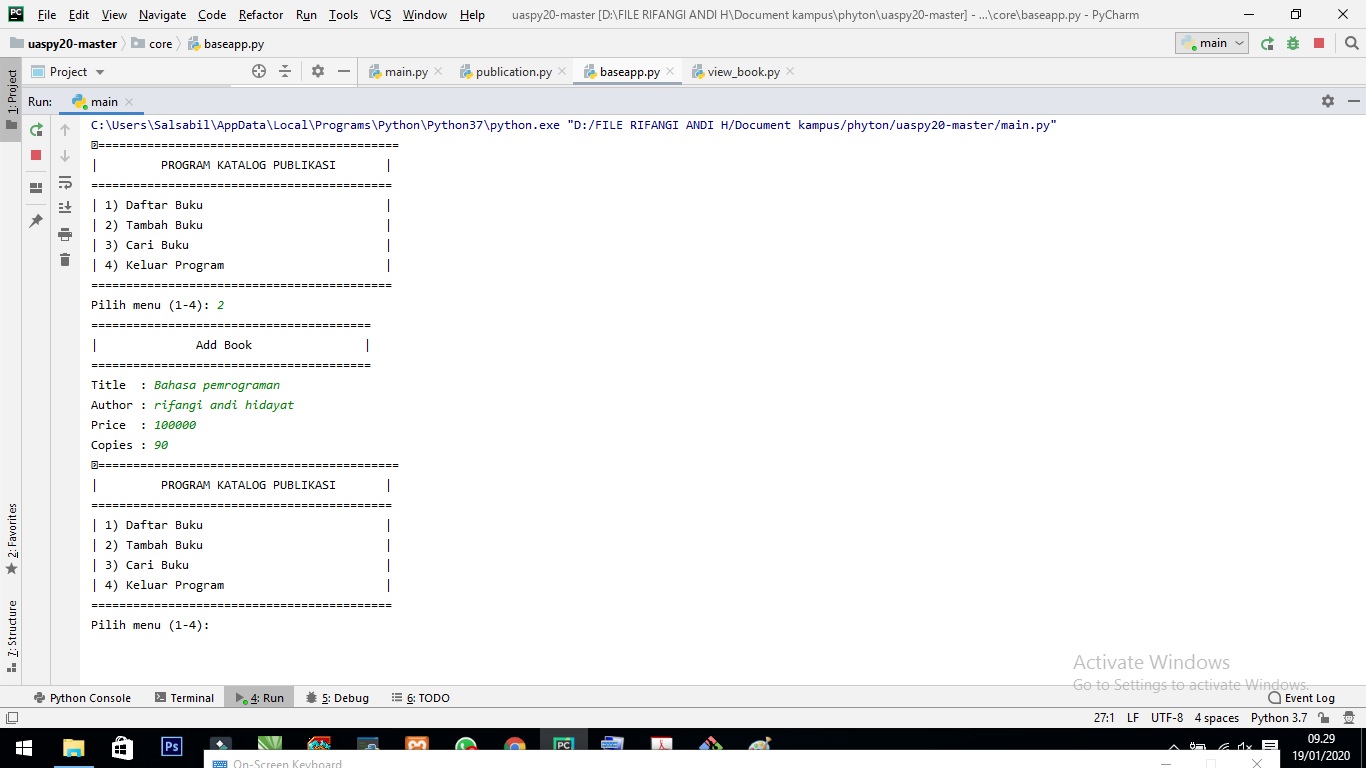 PC File Edit View Navigate Code Refactor Run Tools VCS Window Help uaspy20-master [D:\FILE RIFANGI ANDI H\Document kampus\phyton\uaspy20-master] - ...\core\baseapp.py - PyCharm
uaspy20-master core baseapp.py main
1: Project Project main.py publication.py baseapp.py view_book.py
Run: main
C:\Users\Salsabil\AppData\Local\Programs\Python\Python37\python.exe "D:/FILE RIFANGI ANDI H/Document kampus/phyton/uaspy20-master/main.py"
============================================
| PROGRAM KATALOG PUBLIKASI |
============================================
| 1) Daftar Buku |
| 2) Tambah Buku |
| 3) Cari Buku |
| 4) Keluar Program |
============================================
Pilih menu (1-4): 2
========================================
| Add Book |
========================================
Title : Bahasa pemrograman
Author : rifangi andi hidayat
Price : 100000
Copies : 90
============================================
| PROGRAM KATALOG PUBLIKASI |
============================================
| 1) Daftar Buku |
| 2) Tambah Buku |
| 3) Cari Buku |
| 4) Keluar Program |
============================================
Pilih menu (1-4):
2: Favorites
7: Structure
Activate Windows
Go to Settings to activate Windows.
Python Console Terminal 4: Run 5: Debug 6: TODO Event Log
27:1 LF UTF-8 4 spaces Python 3.7
Ps PC 09.29
19/01/2020
On-Screen Keyboard